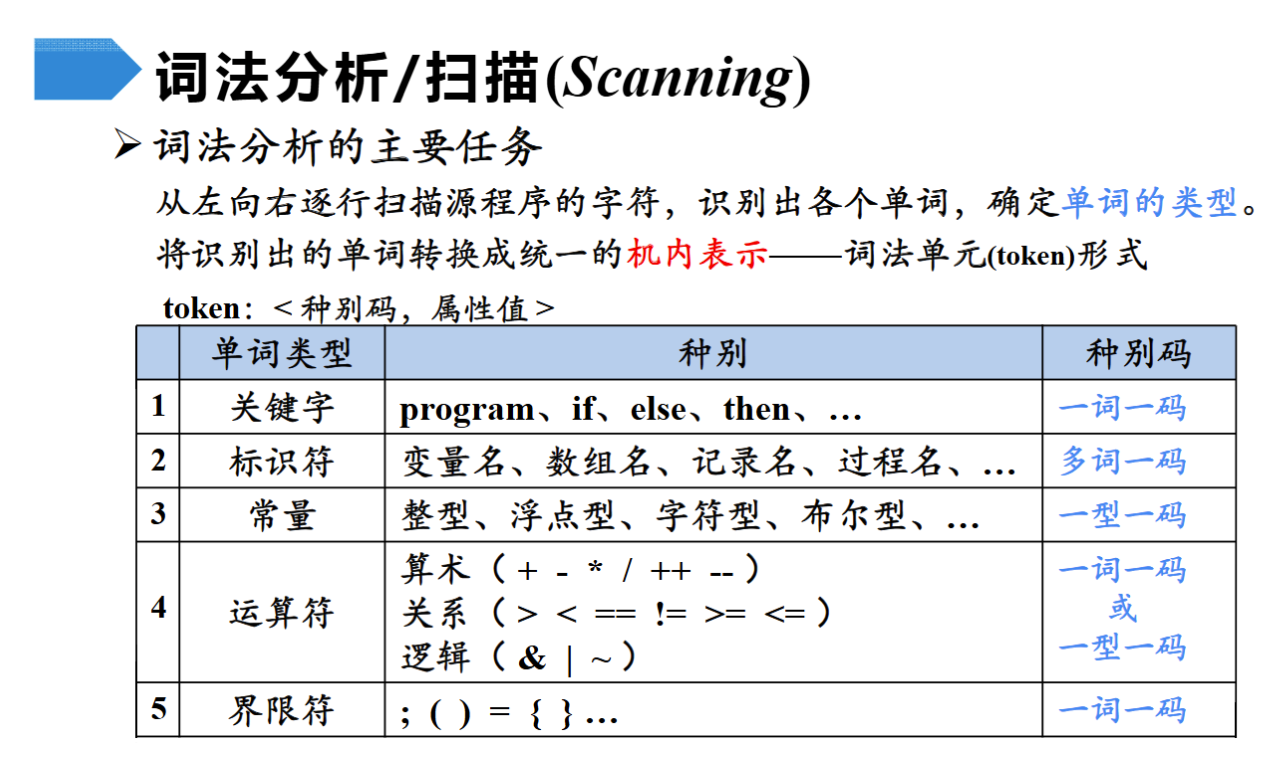 词法分析/扫描(Scanning)
➢ 词法分析的主要任务
从左向右逐行扫描源程序的字符，识别出各个单词，确定单词的类型。
将识别出的单词转换成统一的机内表示——词法单元(token)形式
token：<种别码，属性值>
单词类型 种别 种别码
1 关键字 program、if、else、then、… 一词一码
2 标识符 变量名、数组名、记录名、过程名、… 多词一码
3 常量 整型、浮点型、字符型、布尔型、… 一型一码
4 运算符 算术（+ - * / ++ --）
关系（> < == != >= <=）
逻辑（& | ~）
一词一码
或
一型一码
5 界限符 ; ( ) = { } … 一词一码